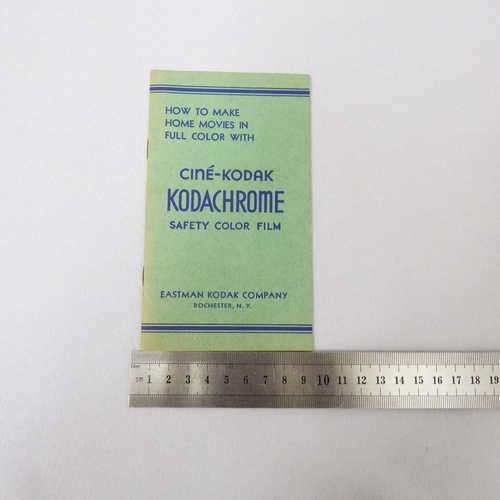 HOW TO MAKE
HOME MOVIES IN
FULL COLOR WITH
CINÉ-KODAK
KODACHROME
SAFETY COLOR FILM
EASTMAN KODAK COMPANY
ROCHESTER, N. Y.
1 2 3 4 5 6 7 8 9 10 11 12 13 14 15 16 17 18 19